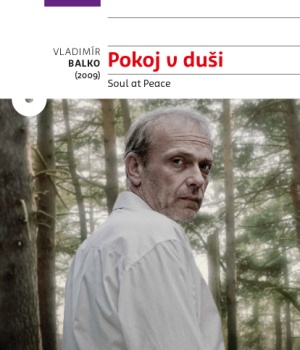 VLADIMÍR
BALKO
(2009)
Pokoj v duši
Soul at Peace